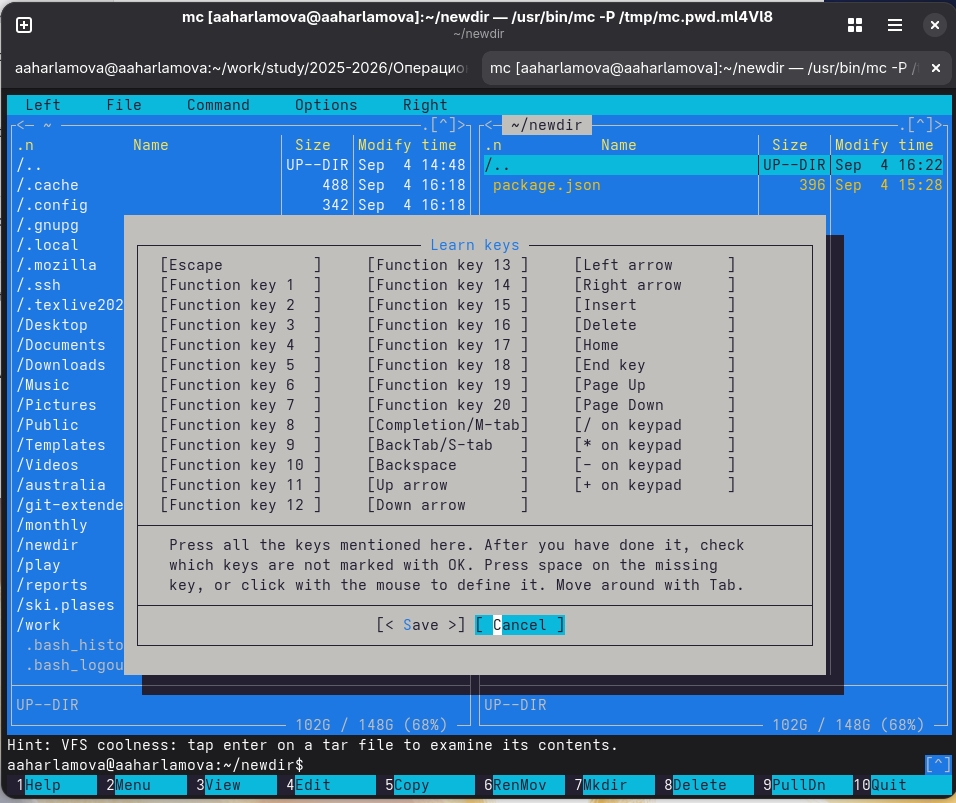 mc [aaharlamova@aaharlamova]:~/newdir — /usr/bin/mc -P /tmp/mc.pwd.ml4Vl8
~/newdir
aaharlamova@aaharlamova:~/work/study/2025-2026/Операцио
mc [aaharlamova@aaharlamova]:~/newdir — /usr/bin/mc -P /
Left File Command Options Right
<─ ~ .[^]> <─ ~/newdir .[^]>
.n Name Size Modify time .n Name Size Modify time
/.. UP--DIR Sep 4 14:48 /.. UP--DIR Sep 4 16:22
/.cache 488 Sep 4 16:18 package.json 396 Sep 4 15:28
/.config 342 Sep 4 16:18
/.gnupg
/.local Learn keys
/.mozilla [Escape ] [Function key 13 ] [Left arrow ]
/.ssh [Function key 1 ] [Function key 14 ] [Right arrow ]
/.texlive202 [Function key 2 ] [Function key 15 ] [Insert ]
/Desktop [Function key 3 ] [Function key 16 ] [Delete ]
/Documents [Function key 4 ] [Function key 17 ] [Home ]
/Downloads [Function key 5 ] [Function key 18 ] [End key ]
/Music [Function key 6 ] [Function key 19 ] [Page Up ]
/Pictures [Function key 7 ] [Function key 20 ] [Page Down ]
/Public [Function key 8 ] [Completion/M-tab] [/ on keypad ]
/Templates [Function key 9 ] [BackTab/S-tab ] [* on keypad ]
/Videos [Function key 10 ] [Backspace ] [- on keypad ]
/australia [Function key 11 ] [Up arrow ] [+ on keypad ]
/git-extende [Function key 12 ] [Down arrow ]
/monthly
/newdir Press all the keys mentioned here. After you have done it, check
/play which keys are not marked with OK. Press space on the missing
/reports key, or click with the mouse to define it. Move around with Tab.
/ski.plases
/work [< Save >] [ Cancel ]
.bash_histo
.bash_logou
UP--DIR UP--DIR
102G / 148G (68%) 102G / 148G (68%)
Hint: VFS coolness: tap enter on a tar file to examine its contents.
aaharlamova@aaharlamova:~/newdir$ [^]
1Help 2Menu 3View 4Edit 5Copy 6RenMov 7Mkdir 8Delete 9PullDn 10Quit